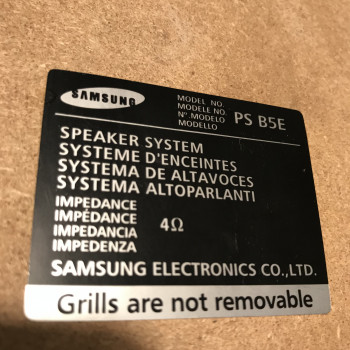 SAMSUNG
MODEL NO.
MODELE NO
Nº.MODELO
MODELLO
PS B5E
SPEAKER SYSTEM
SYSTEME D'ENCEINTES
SYSTEMA DE ALTAVOCES
SYSTEMA ALTOPARLANTI
IMPEDANCE
IMPÉDANCE
IMPEDANCIA
IMPEDENZA
4Ω
SAMSUNG ELECTRONICS CO.,LTD.
Grills are not removable